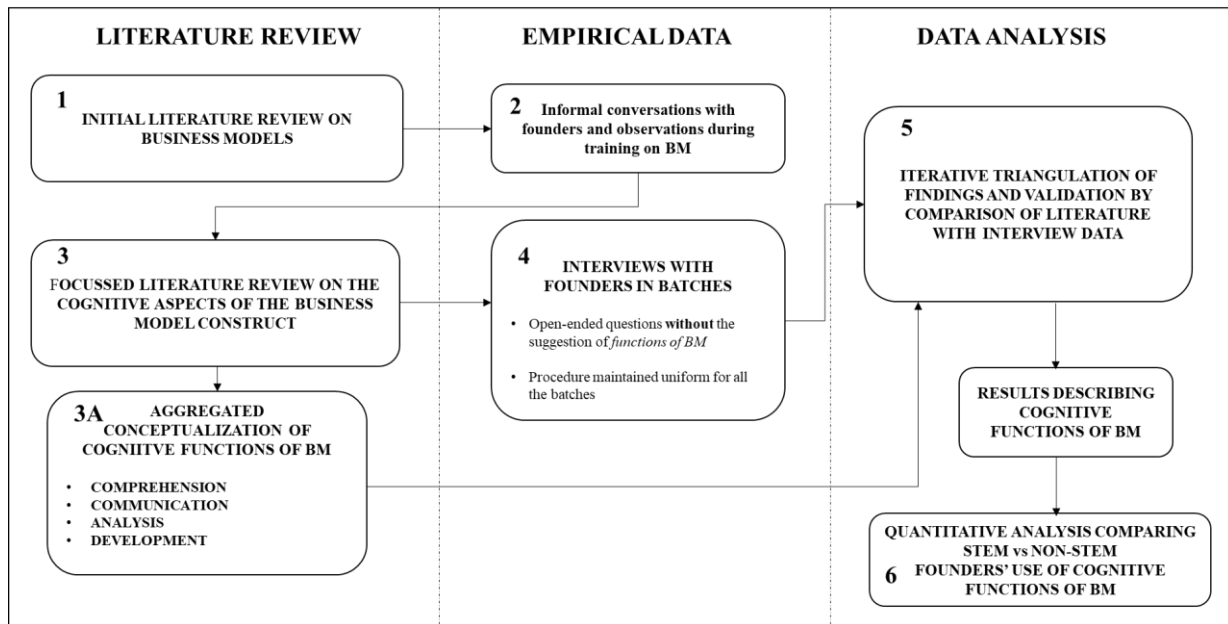 LITERATURE REVIEW
EMPIRICAL DATA
DATA ANALYSIS
1
INITIAL LITERATURE REVIEW ON
BUSINESS MODELS
2
Informal conversations with
founders and observations during
training on BM
3
FOCUSSED LITERATURE REVIEW ON THE
COGNITIVE ASPECTS OF THE BUSINESS
MODEL CONSTRUCT
3A
AGGREGATED
CONCEPTUALIZATION OF
COGNIITVE FUNCTIONS OF BM
• COMPREHENSION
• COMMUNICATION
• ANALYSIS
• DEVELOPMENT
4
INTERVIEWS WITH
FOUNDERS IN BATCHES
• Open-ended questions without the
suggestion of functions of BM
• Procedure maintained uniform for all
the batches
5
ITERATIVE TRIANGULATION OF
FINDINGS AND VALIDATION BY
COMPARISON OF LITERATURE
WITH INTERVIEW DATA
RESULTS DESCRIBING
COGNITIVE
FUNCTIONS OF BM
QUANTITATIVE ANALYSIS COMPARING
STEM vs NON-STEM
6 FOUNDERS' USE OF COGNITIVE
FUNCTIONS OF BM